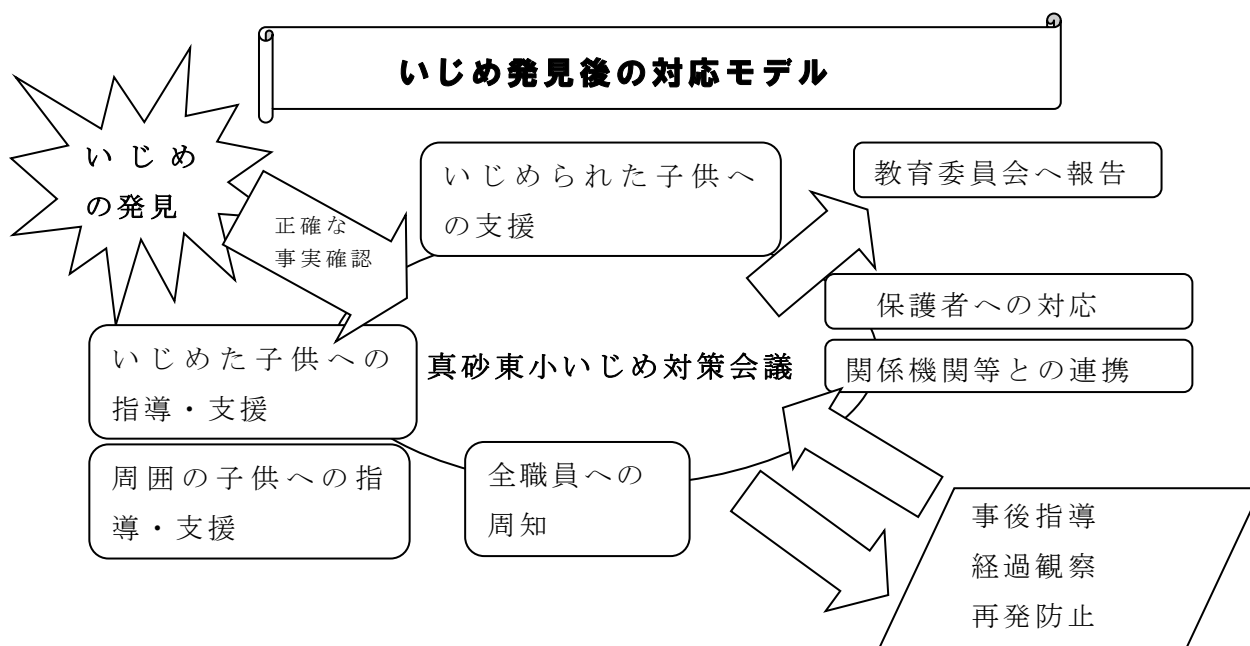 いじめ発見後の対応モデル
いじめ
の発見
正確な
事実確認
いじめられた子供へ
の支援
教育委員会へ報告
保護者への対応
関係機関等との連携
いじめた子供への
指導・支援
真砂東小いじめ対策会議
周囲の子供への指
導・支援
全職員への
周知
事後指導
経過観察
再発防止